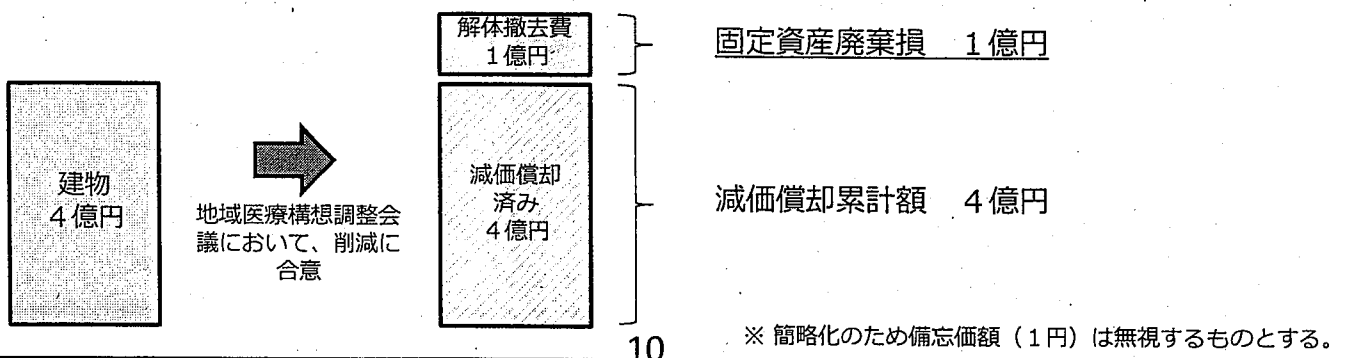 解体撤去費
１億円
固定資産廃棄損　１億円
建物
４億円
地域医療構想調整会
議において、削減に
合意
減価償却
済み
４億円
減価償却累計額　４億円
※ 簡略化のため備忘価額（１円）は無視するものとする。
10